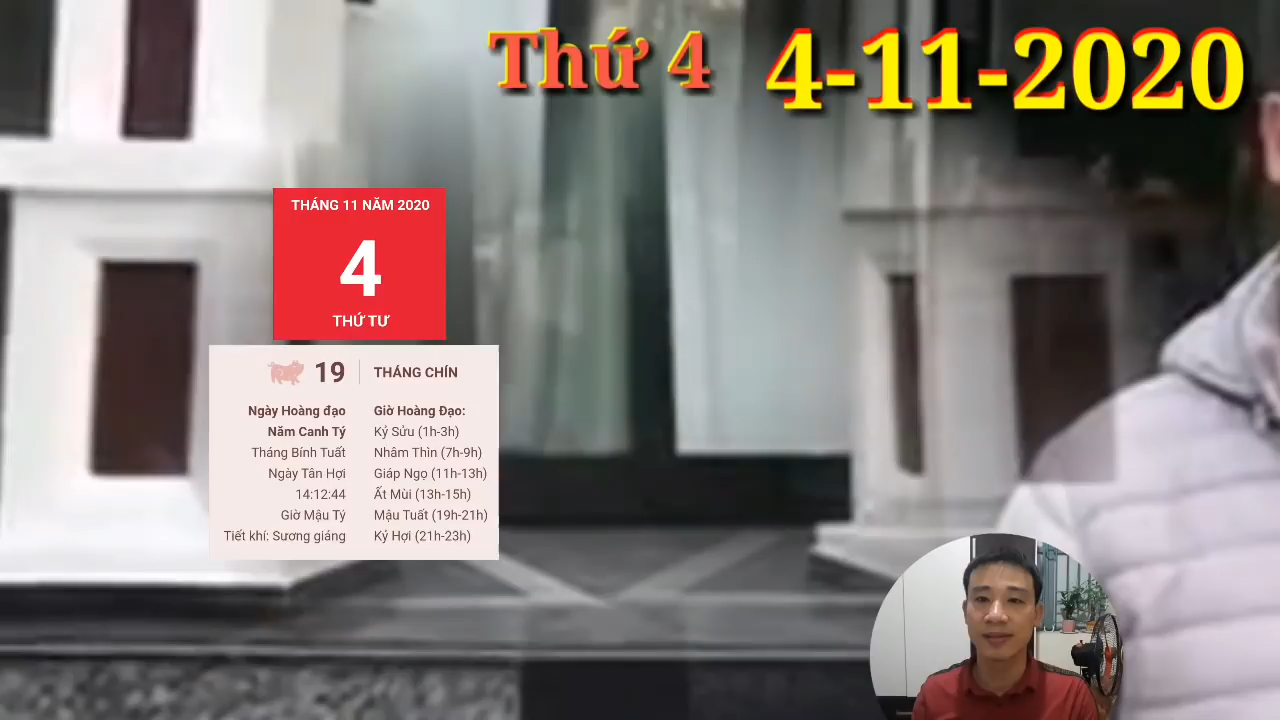 Thứ 4 4-11-2020
THÁNG 11 NĂM 2020
4
THỨ TƯ
19 THÁNG CHÍN
Ngày Hoàng đạo
Năm Canh Tý
Tháng Bính Tuất
Ngày Tân Hợi
14:12:44
Giờ Mậu Tý
Tiết khí: Sương giáng
Giờ Hoàng Đạo:
Kỷ Sửu (1h-3h)
Nhâm Thìn (7h-9h)
Giáp Ngọ (11h-13h)
Ất Mùi (13h-15h)
Mậu Tuất (19h-21h)
Kỷ Hợi (21h-23h)